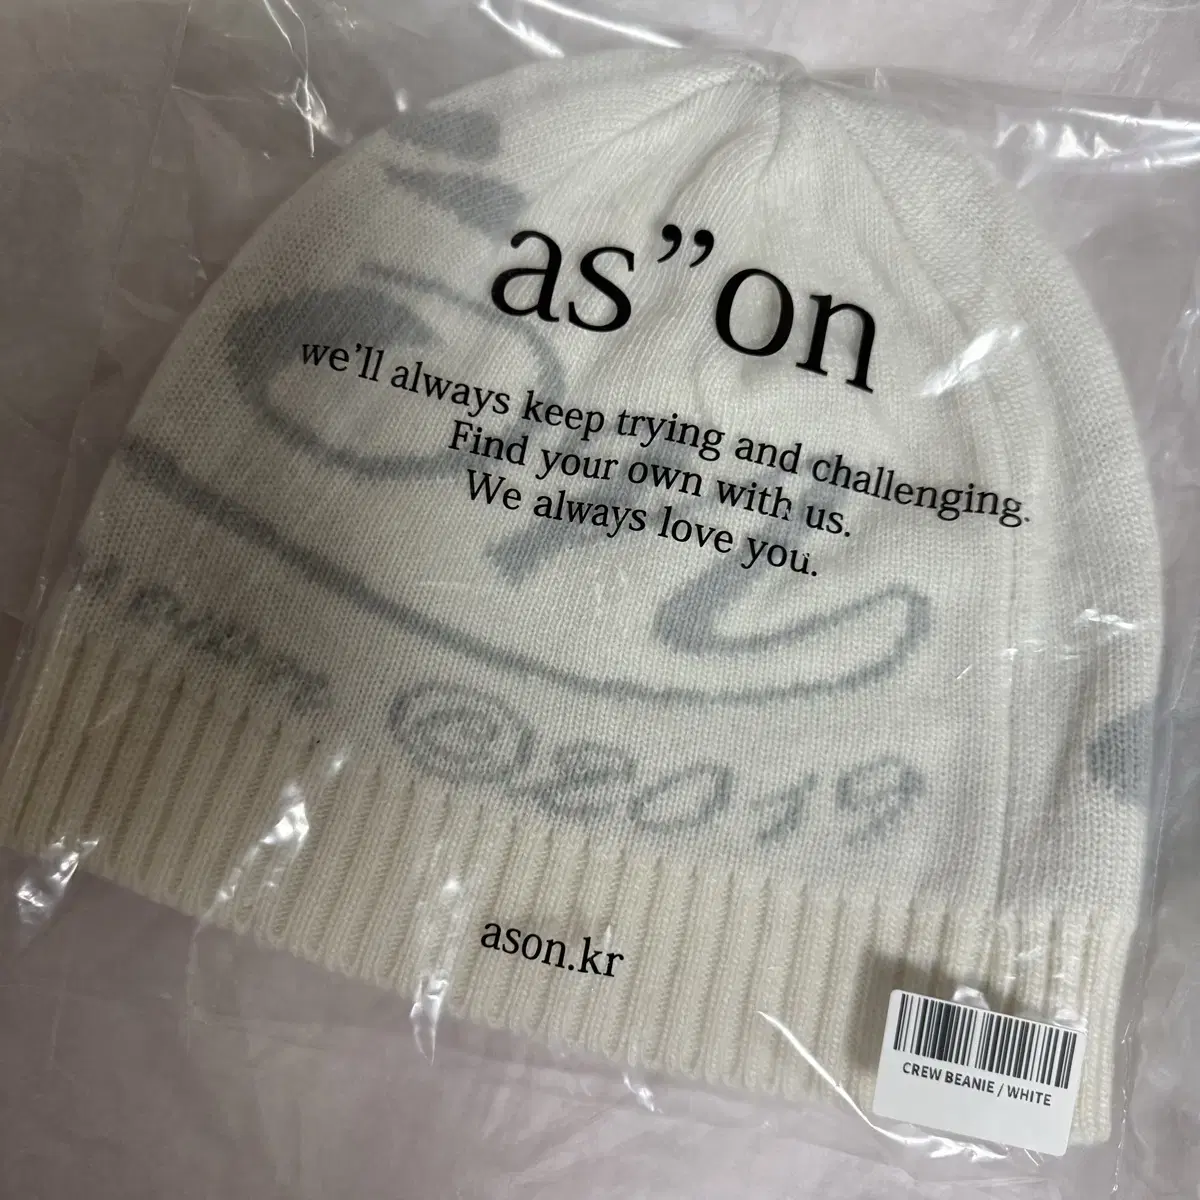 as”on
we’ll always keep trying and challenging.
Find your own with us.
We always love you.
©2019
ason.kr
CREW BEANIE / WHITE